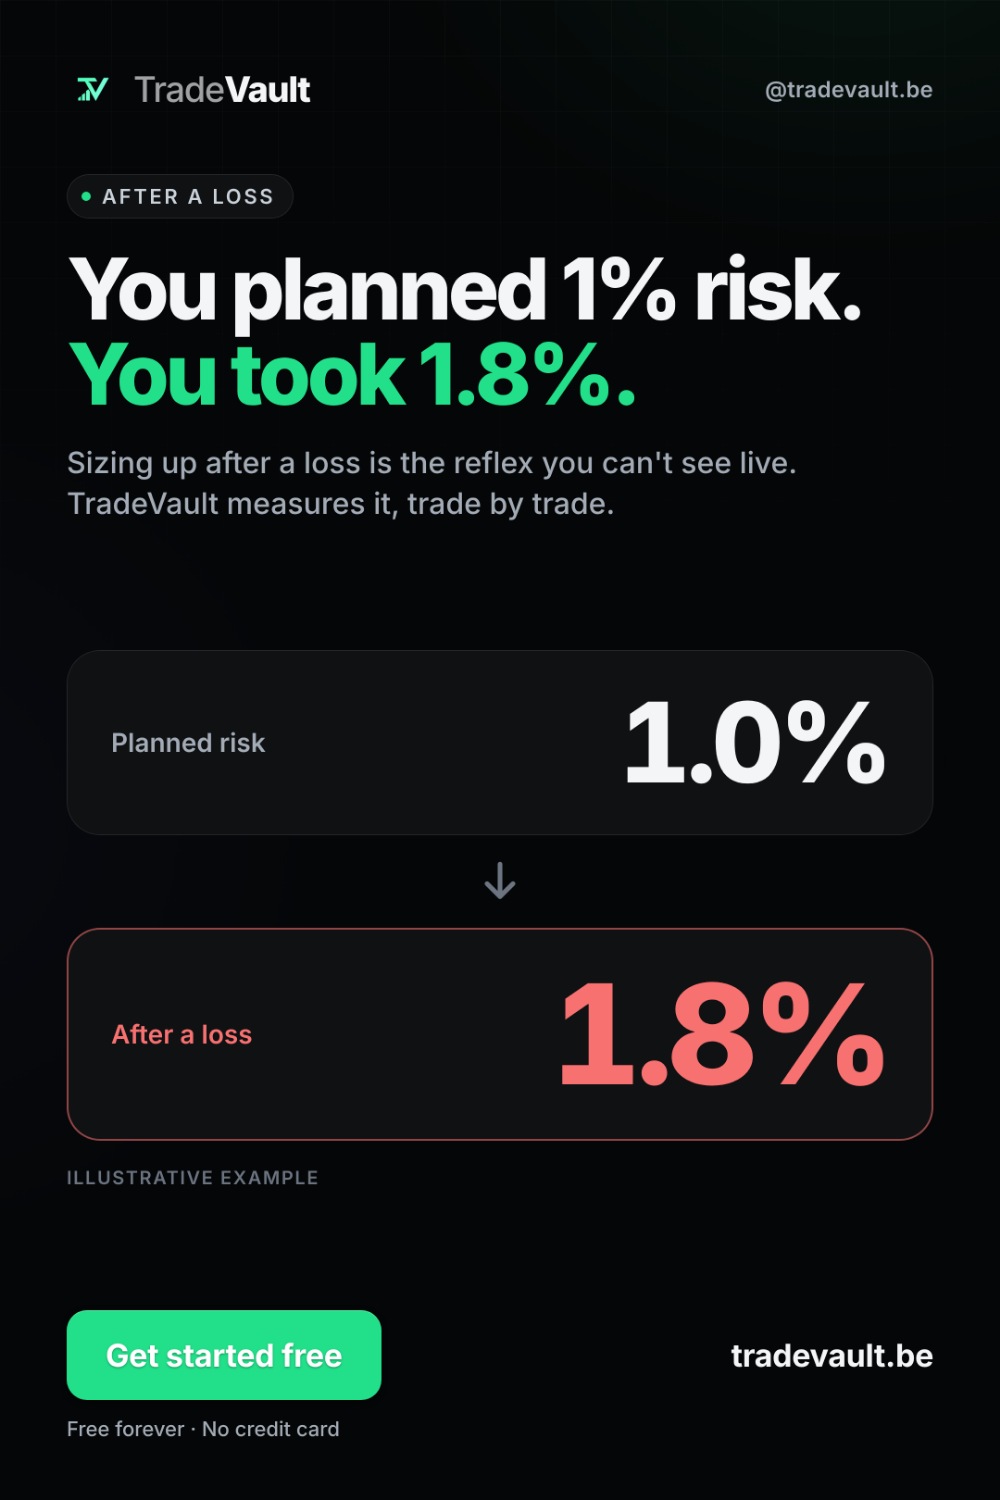 TradeVault
@tradevault.be
AFTER A LOSS
You planned 1% risk.
You took 1.8%.
Sizing up after a loss is the reflex you can't see live.
TradeVault measures it, trade by trade.
Planned risk
1.0%
After a loss
1.8%
ILLUSTRATIVE EXAMPLE
Get started free
tradevault.be
Free forever · No credit card